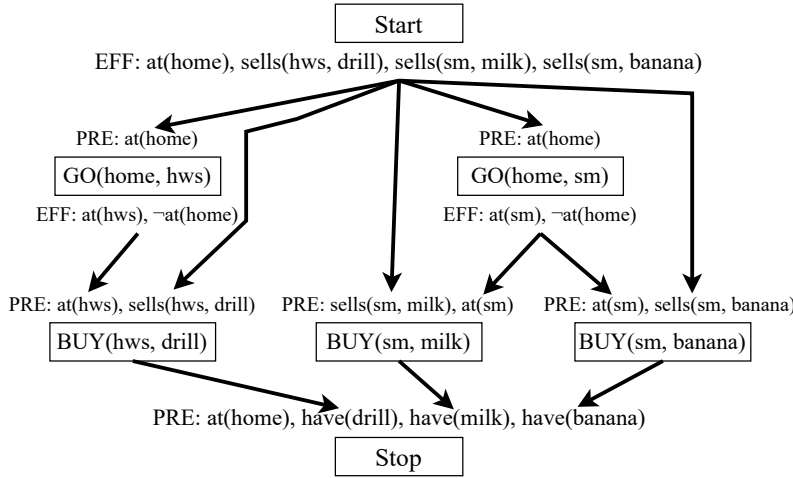 Start
EFF: at(home), sells(hws, drill), sells(sm, milk), sells(sm, banana)
PRE: at(home)
PRE: at(home)
GO(home, hws)
GO(home, sm)
EFF: at(hws), ¬at(home)
EFF: at(sm), ¬at(home)
PRE: at(hws), sells(hws, drill)
PRE: sells(sm, milk), at(sm)
PRE: at(sm), sells(sm, banana)
BUY(hws, drill)
BUY(sm, milk)
BUY(sm, banana)
PRE: at(home), have(drill), have(milk), have(banana)
Stop